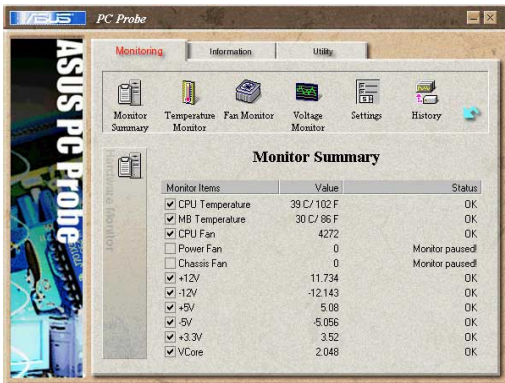 ASUS PC Probe
Monitoring Information Utility
ASUS PC Probe
Monitor Summary
Temperature Monitor
Fan Monitor
Voltage Monitor
Settings
History
Hardware Monitor
Monitor Summary
Monitor Items Value Status
CPU Temperature 39 C/ 102 F OK
MB Temperature 30 C/ 86 F OK
CPU Fan 4272 OK
Power Fan 0 Monitor paused!
Chassis Fan 0 Monitor paused!
+12V 11.734 OK
-12V -12.143 OK
+5V 5.08 OK
-5V -5.056 OK
+3.3V 3.52 OK
VCore 2.048 OK